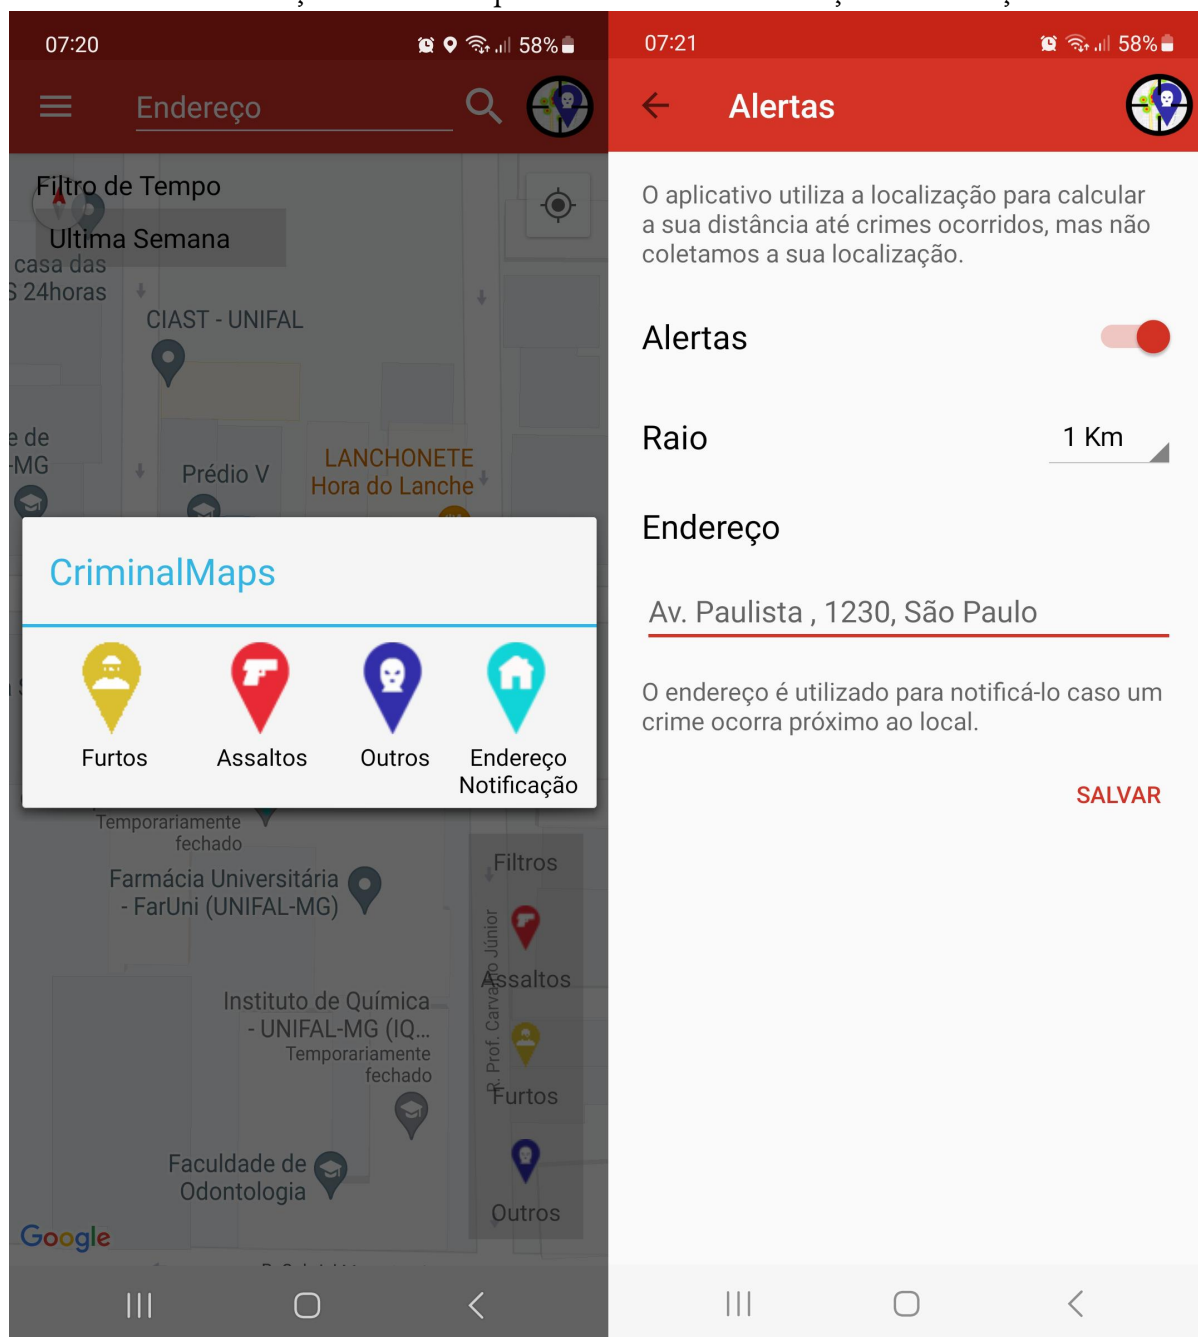 07:20
58%
Endereço
Filtro de Tempo
Ultima Semana
casa das
S 24horas
CIAST - UNIFAL
e de
-MG
Prédio V
LANCHONETE
Hora do Lanche
CriminalMaps
Furtos
Assaltos
Outros
Endereço
Notificação
Temporariamente
fechado
Farmácia Universitária
- FarUni (UNIFAL-MG)
Filtros
R. Prof. Carvalho Júnior
Assaltos
Instituto de Química
- UNIFAL-MG (IQ...
Temporariamente
fechado
Furtos
Faculdade de
Odontologia
Outros
Google
07:21
58%
Alertas
O aplicativo utiliza a localização para calcular
a sua distância até crimes ocorridos, mas não
coletamos a sua localização.
Alertas
Raio
1 Km
Endereço
Av. Paulista , 1230, São Paulo
O endereço é utilizado para notificá-lo caso um
crime ocorra próximo ao local.
SALVAR